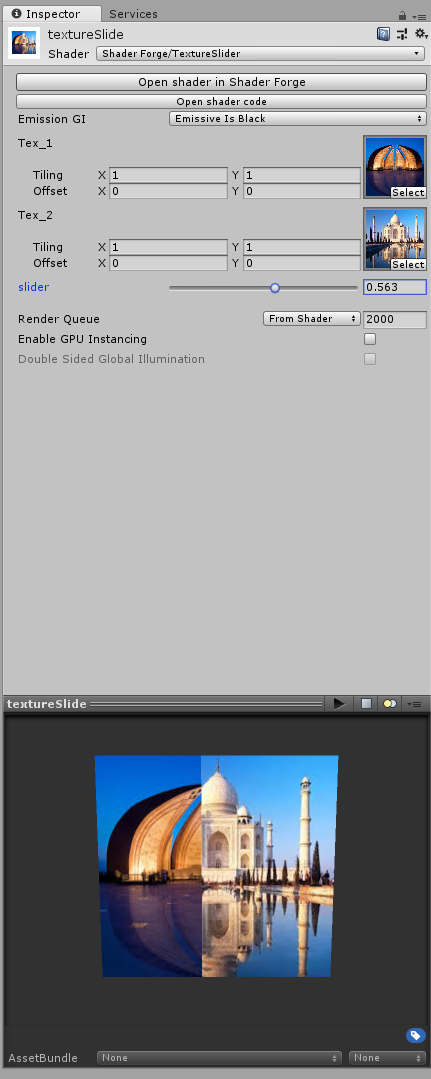 Inspector Services
textureSlide
Shader Shader Forge/TextureSlider
Open shader in Shader Forge
Open shader code
Emission GI Emissive Is Black
Tex_1
Tiling X 1 Y 1
Offset X 0 Y 0
Select
Tex_2
Tiling X 1 Y 1
Offset X 0 Y 0
Select
slider 0.563
Render Queue From Shader 2000
Enable GPU Instancing
Double Sided Global Illumination
textureSlide
AssetBundle None None